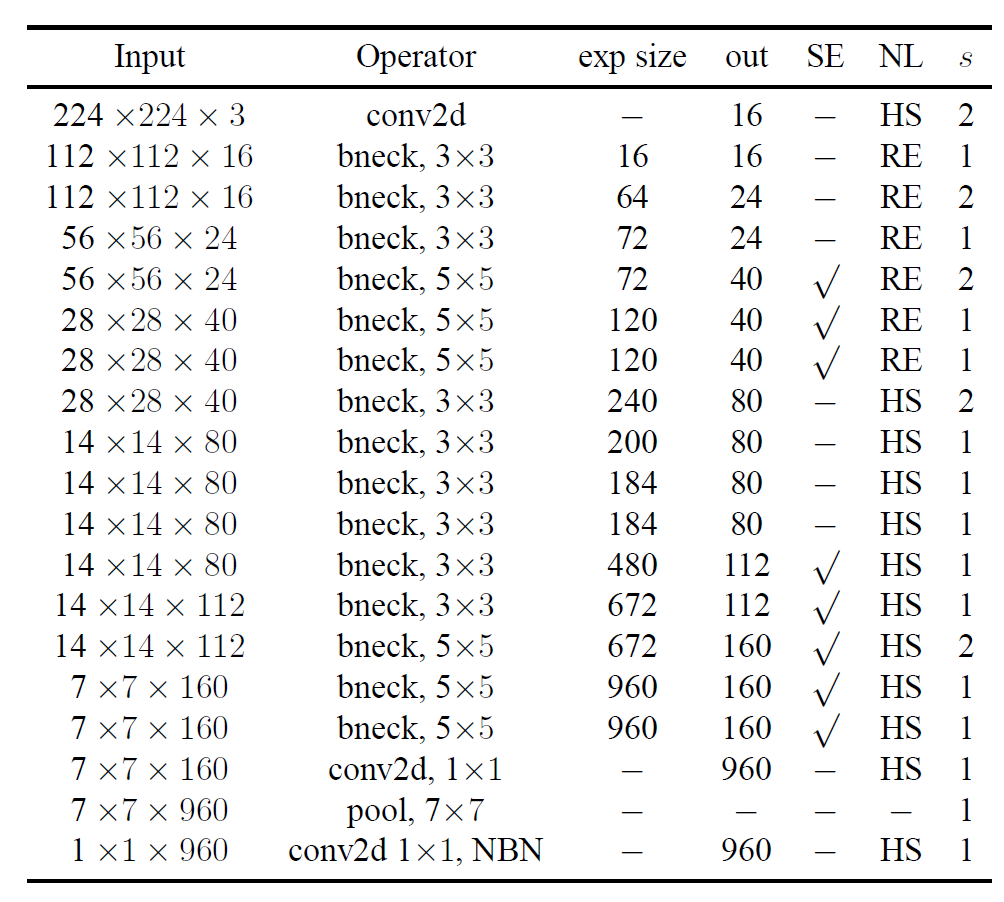 Input Operator exp size out SE NL s
224 ×224 × 3 conv2d – 16 – HS 2
112 ×112 × 16 bneck, 3×3 16 16 – RE 1
112 ×112 × 16 bneck, 3×3 64 24 – RE 2
56 ×56 × 24 bneck, 3×3 72 24 – RE 1
56 ×56 × 24 bneck, 5×5 72 40 √ RE 2
28 ×28 × 40 bneck, 5×5 120 40 √ RE 1
28 ×28 × 40 bneck, 5×5 120 40 √ RE 1
28 ×28 × 40 bneck, 3×3 240 80 – HS 2
14 ×14 × 80 bneck, 3×3 200 80 – HS 1
14 ×14 × 80 bneck, 3×3 184 80 – HS 1
14 ×14 × 80 bneck, 3×3 184 80 – HS 1
14 ×14 × 80 bneck, 3×3 480 112 √ HS 1
14 ×14 × 112 bneck, 3×3 672 112 √ HS 1
14 ×14 × 112 bneck, 5×5 672 160 √ HS 2
7 ×7 × 160 bneck, 5×5 960 160 √ HS 1
7 ×7 × 160 bneck, 5×5 960 160 √ HS 1
7 ×7 × 160 conv2d, 1×1 – 960 – HS 1
7 ×7 × 960 pool, 7×7 – – – – 1
1 ×1 × 960 conv2d 1×1, NBN – 960 – HS 1